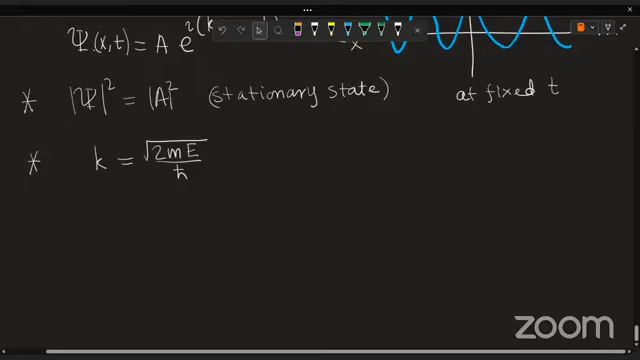 Ψ(x,t) = A e^i(k
x
at fixed t
* |Ψ|² = |A|² (stationary state)
* k = √2mE / ħ
zoom